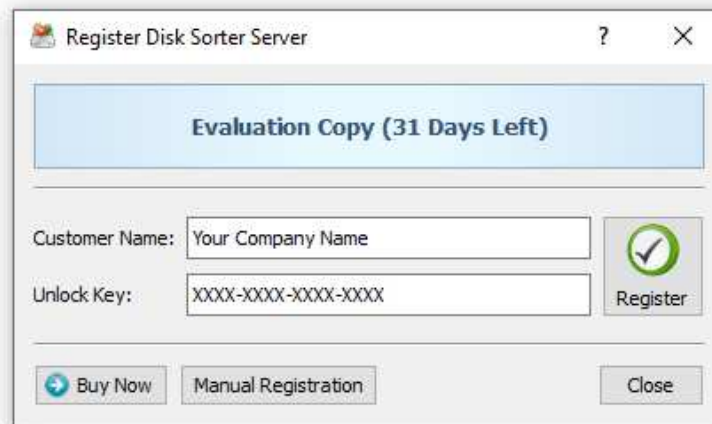 Register Disk Sorter Server ?
Evaluation Copy (31 Days Left)
Customer Name: Your Company Name
Unlock Key: XXXX-XXXX-XXXX-XXXX
Register
Buy Now Manual Registration Close